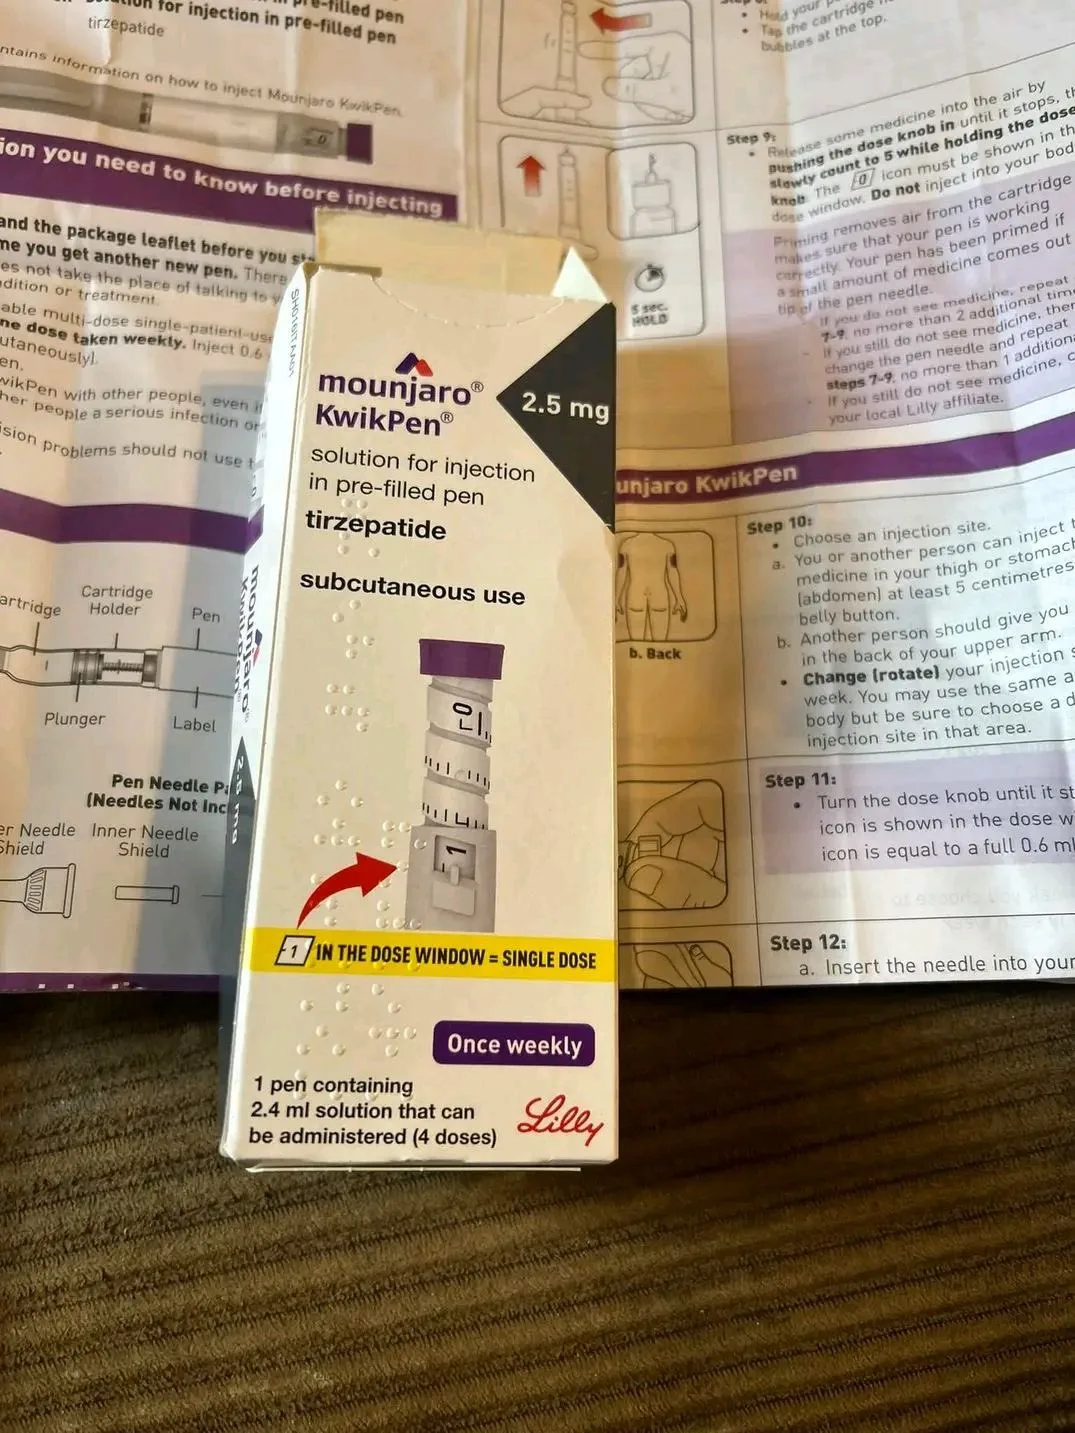 for injection in pre-filled pen
tirzepatide
information on how to inject Mounjaro KwikPen.
you need to know before injecting
and the package leaflet before you
you get another new pen. There
es not take the place of talking to
or treatment.
able multi-dose single-patient-use
ne dose taken weekly. Inject 0.6
en.
wikPen with other people, even
her people a serious infection or
problems should not use
Cartridge
Holder
Pen
Plunger
Label
Pen Needle
(Needles Not Inc
er Needle
Shield
Inner Needle
Shield
mounjaro®
KwikPen®
2.5 mg
solution for injection
in pre-filled pen
tirzepatide
subcutaneous use
0
1
1 IN THE DOSE WINDOW = SINGLE DOSE
Once weekly
1 pen containing
2.4 ml solution that can
be administered (4 doses)
Lilly
mounjaro®
KwikPen®
2.5 mg
5 sec.
HOLD
• Hold your
• Tap the cartridge
bubbles at the top.
Step 9:
• Release some medicine into the air by
pushing the dose knob in until it stops,
slowly count to 5 while holding the dose
knob. The 0 icon must be shown in the
dose window. Do not inject into your body.
Priming removes air from the cartridge
makes sure that your pen is working
correctly. Your pen has been primed if
a small amount of medicine comes out
tip of the pen needle.
- If you do not see medicine, repeat
7-9, no more than 2 additional
- If you still do not see medicine,
change the pen needle and repeat
steps 7-9, no more than 1
- If you still do not see medicine,
your local Lilly affiliate.
unjaro KwikPen
b. Back
Step 10:
• Choose an injection site.
a. You or another person can inject
medicine in your thigh or stomach
(abdomen) at least 5 centimetres
belly button.
b. Another person should give you
in the back of your upper arm.
• Change (rotate) your injection
week. You may use the same
body but be sure to choose a
injection site in that area.
Step 11:
• Turn the dose knob until it
icon is shown in the dose
icon is equal to a full 0.6 ml
Step 12:
a. Insert the needle into your